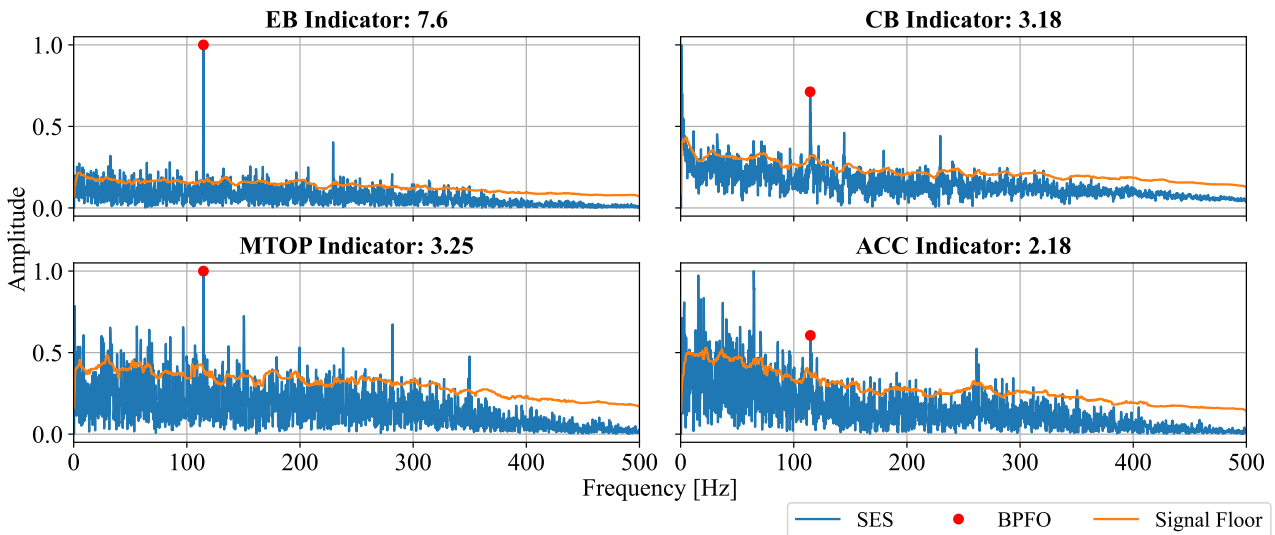 EB Indicator: 7.6
CB Indicator: 3.18
1.0
0.5
0.0
MTOP Indicator: 3.25
ACC Indicator: 2.18
Amplitude
1.0
0.5
0.0
0 100 200 300 400 500
0 100 200 300 400 500
Frequency [Hz]
SES BPFO Signal Floor